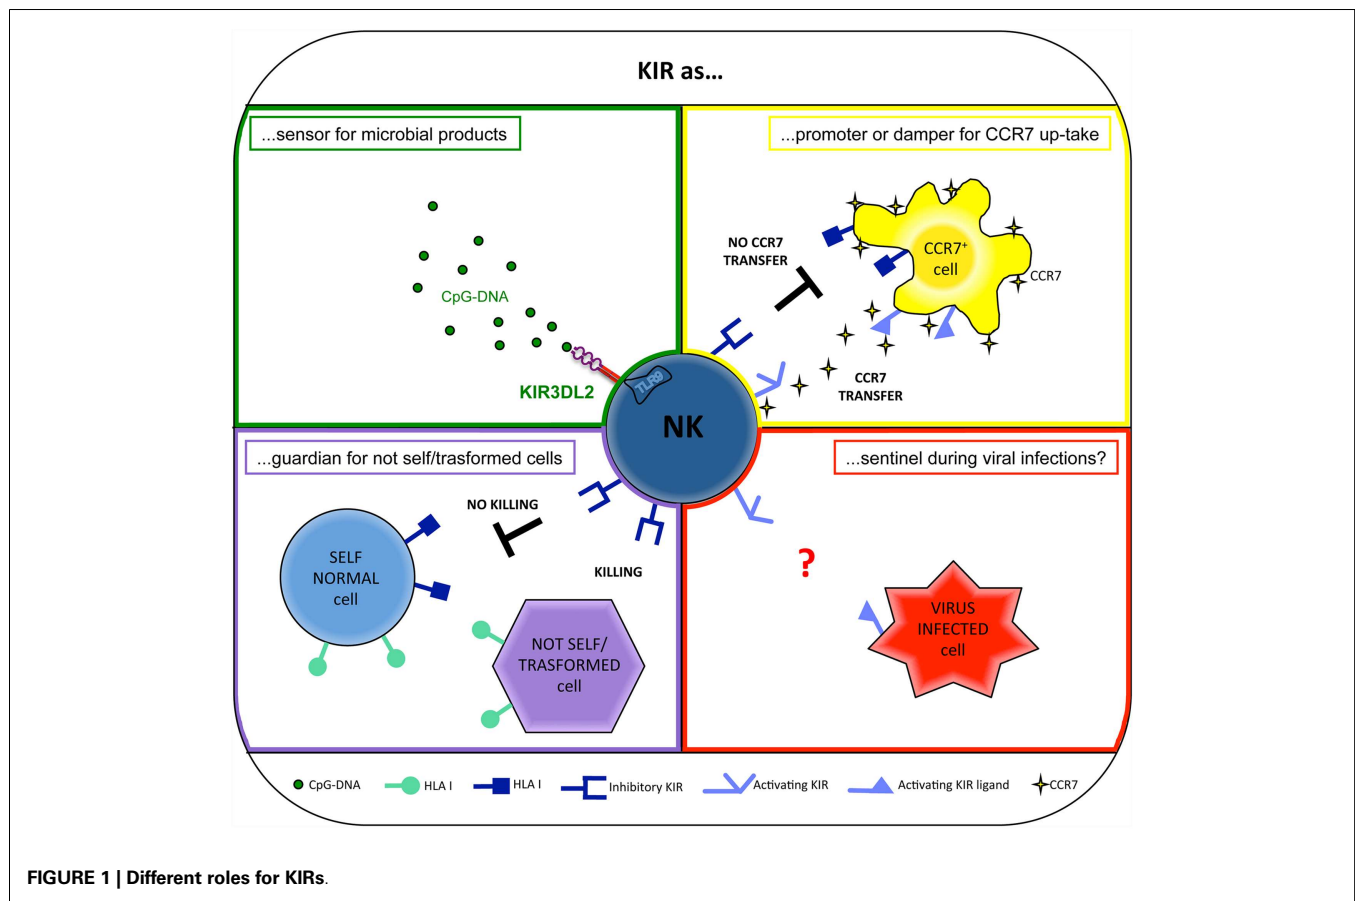 KIR as...
...sensor for microbial products
...promoter or damper for CCR7 up-take
CpG-DNA
KIR3DL2
TLR9
NK
NO CCR7
TRANSFER
CCR7+
cell
CCR7
CCR7
TRANSFER
...guardian for not self/trasformed cells
NO KILLING
SELF
NORMAL
cell
KILLING
NOT SELF/
TRASFORMED
cell
...sentinel during viral infections?
?
VIRUS
INFECTED
cell
CpG-DNA
HLA I
HLA I
Inhibitory KIR
Activating KIR
Activating KIR ligand
CCR7
FIGURE 1 | Different roles for KIRs.